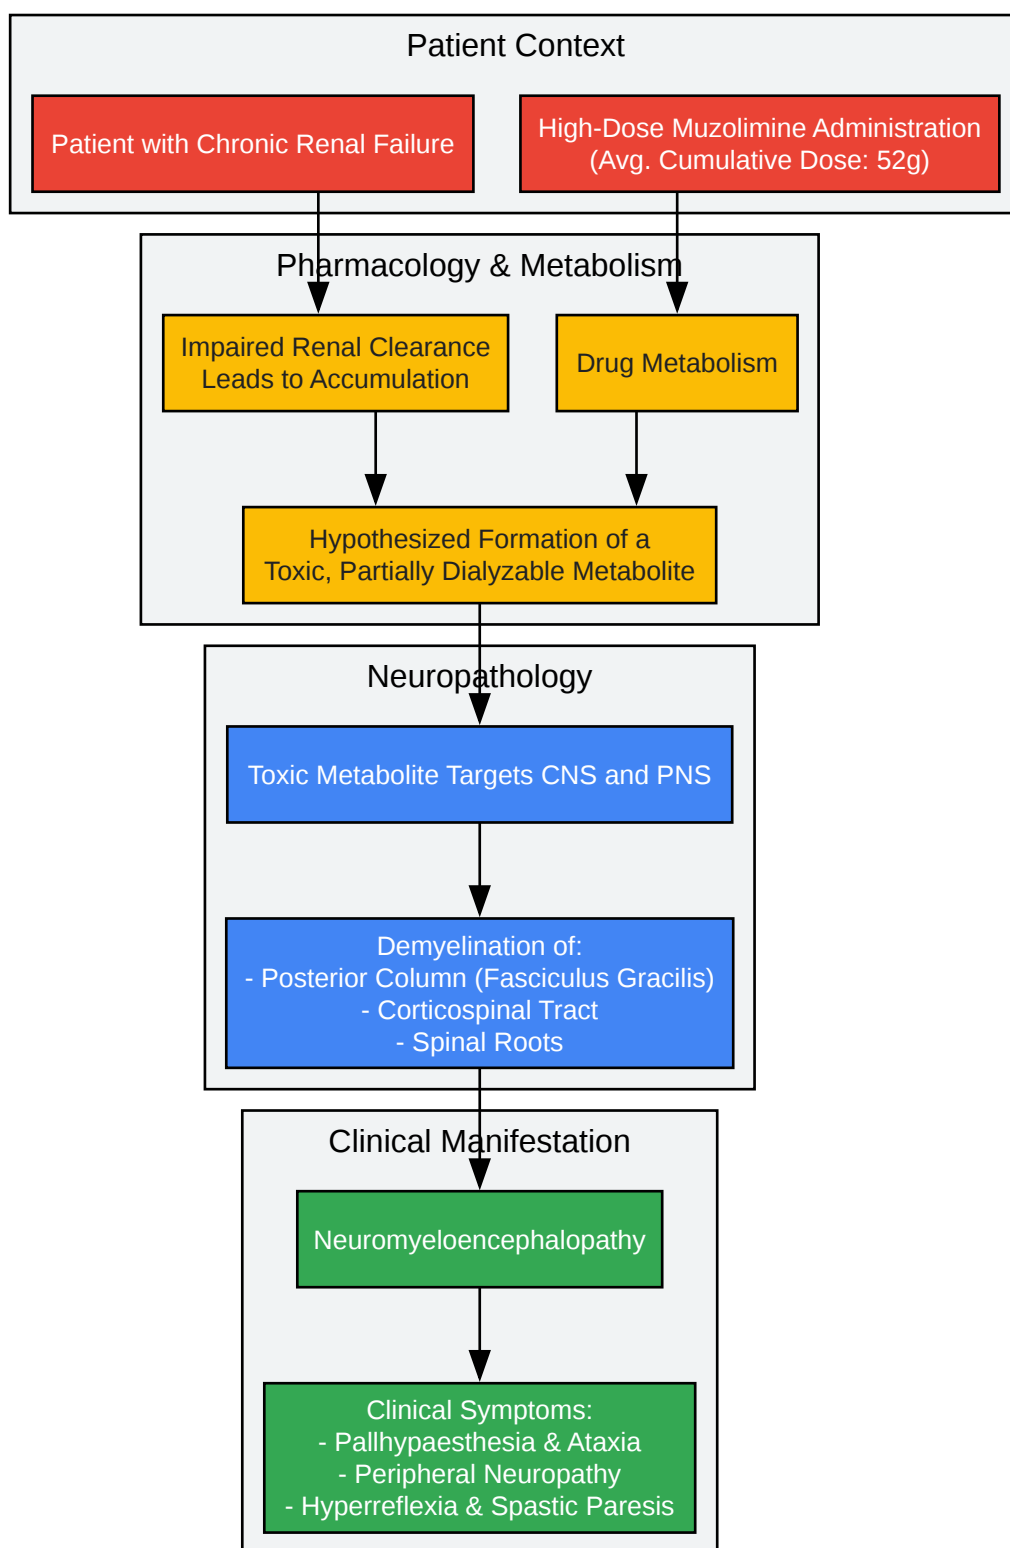 Patient Context
Patient with Chronic Renal Failure
High-Dose Muzolimine Administration
(Avg. Cumulative Dose: 52g)
Pharmacology & Metabolism
Impaired Renal Clearance
Leads to Accumulation
Drug Metabolism
Hypothesized Formation of a
Toxic, Partially Dialyzable Metabolite
Neuropathology
Toxic Metabolite Targets CNS and PNS
Demyelination of:
- Posterior Column (Fasciculus Gracilis)
- Corticospinal Tract
- Spinal Roots
Clinical Manifestation
Neuromyeloencephalopathy
Clinical Symptoms:
- Pallhypaesthesia & Ataxia
- Peripheral Neuropathy
- Hyperreflexia & Spastic Paresis